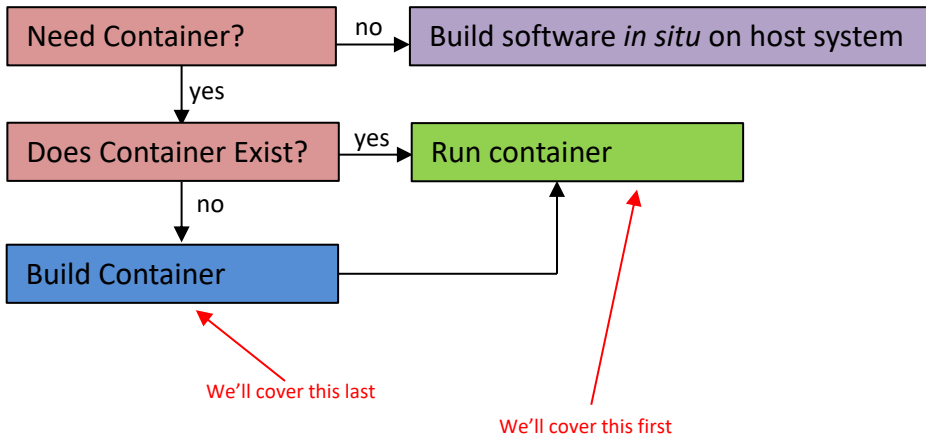 Need Container?
no
Build software in situ on host system
yes
Does Container Exist?
yes
Run container
no
Build Container
We’ll cover this last
We’ll cover this first